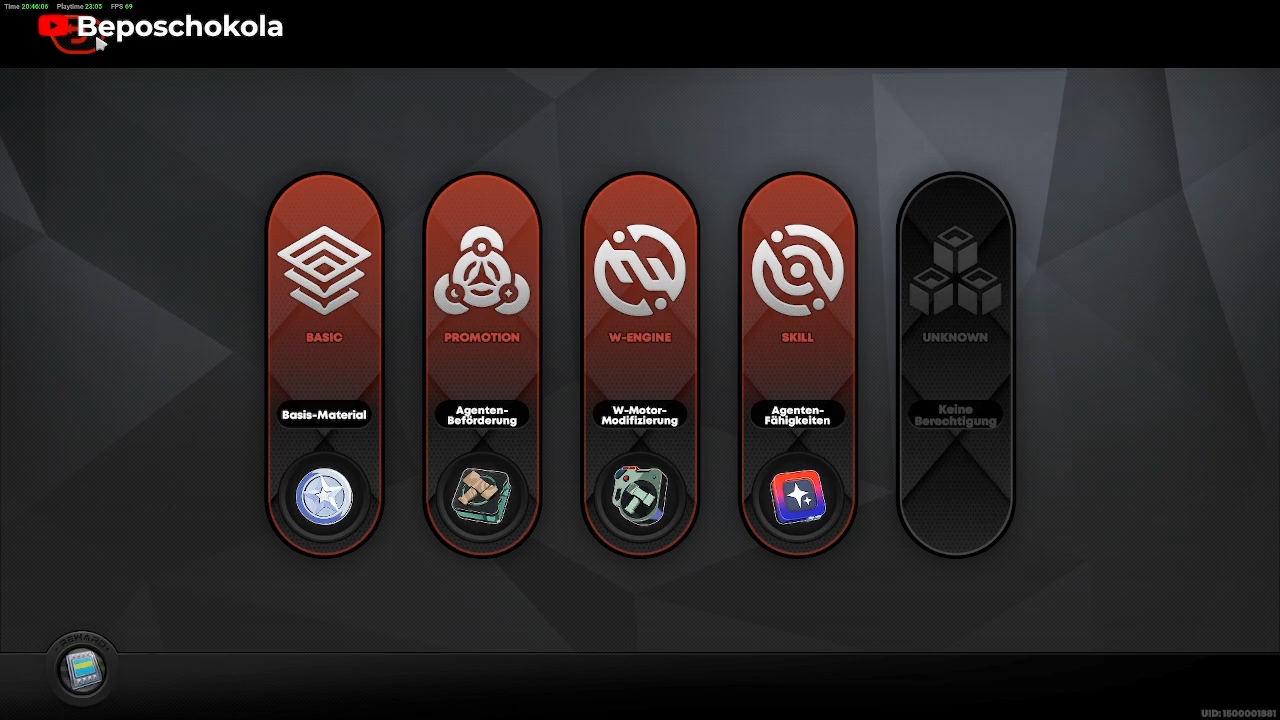 Time 20:46:06 Playtime 23:05 FPS 69
Beposchokola
BASIC
PROMOTION
W-ENGINE
SKILL
UNKNOWN
Basis-Material
Agenten-
Beförderung
W-Motor-
Modifizierung
Agenten-
Fähigkeiten
Keine
Berechtigung
REWARD
UID: 1500001881